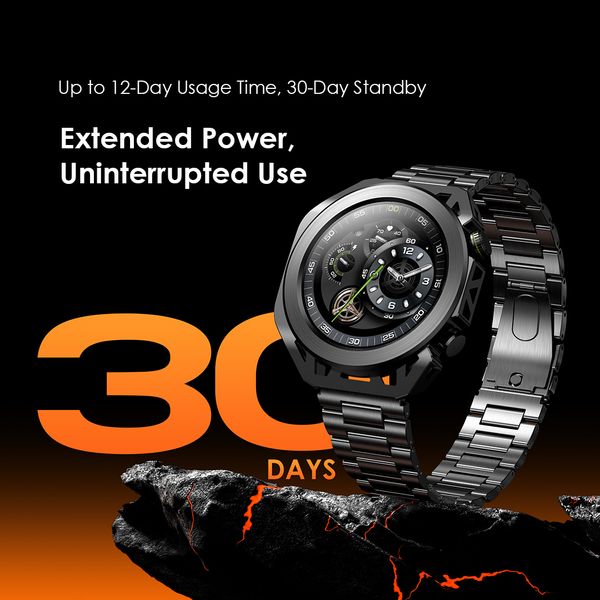 Up to 12-Day Usage Time, 30-Day Standby
Extended Power,
Uninterrupted Use
30
DAYS